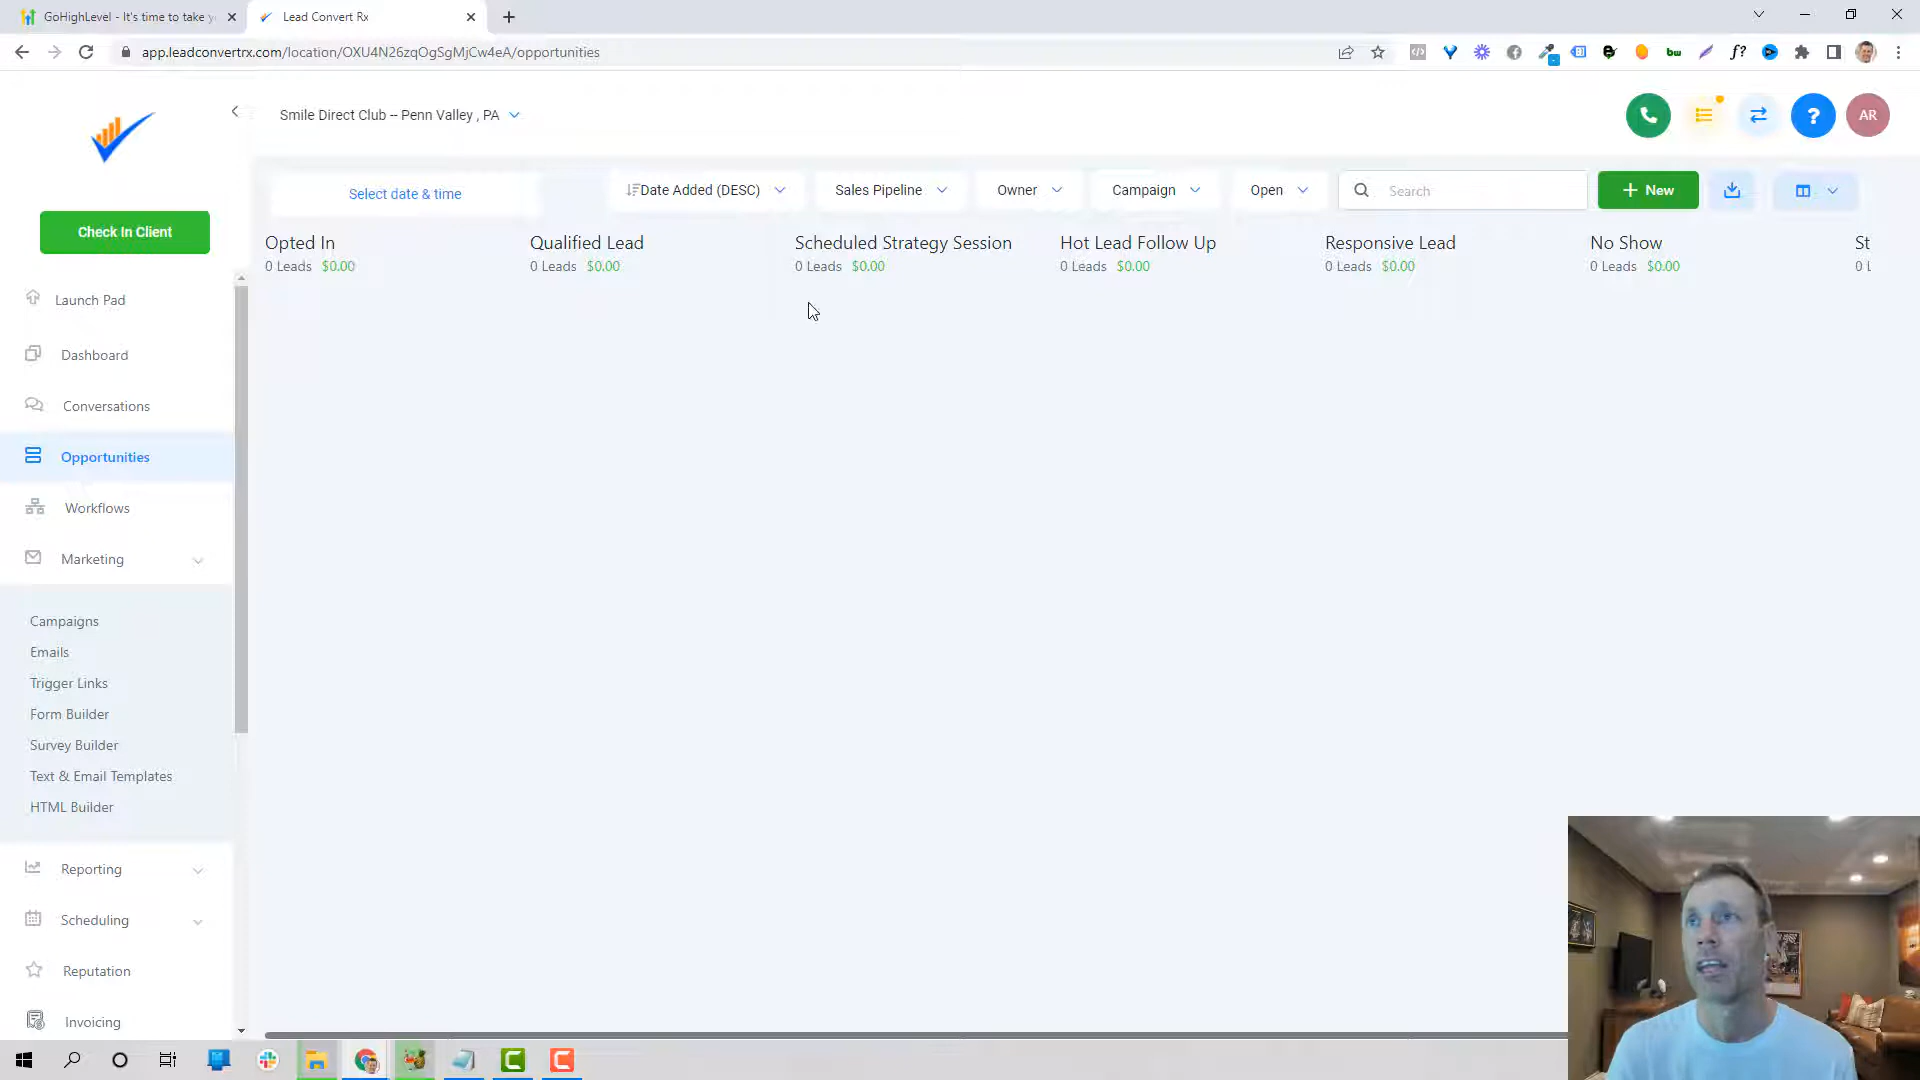 GoHighLevel - It's time to take y
Lead Convert Rx
app.leadconvertrx.com/location/OXU4N26zqOgSgMjCw4eA/opportunities
bw
f?
Smile Direct Club -- Penn Valley , PA
?
AR
Select date & time
Date Added (DESC)
Sales Pipeline
Owner
Campaign
Open
Search
+ New
Check In Client
Launch Pad
Dashboard
Conversations
Opportunities
Workflows
Marketing
Campaigns
Emails
Trigger Links
Form Builder
Survey Builder
Text & Email Templates
HTML Builder
Reporting
Scheduling
Reputation
Invoicing
Opted In
0 Leads $0.00
Qualified Lead
0 Leads $0.00
Scheduled Strategy Session
0 Leads $0.00
Hot Lead Follow Up
0 Leads $0.00
Responsive Lead
0 Leads $0.00
No Show
0 Leads $0.00
St
0 L